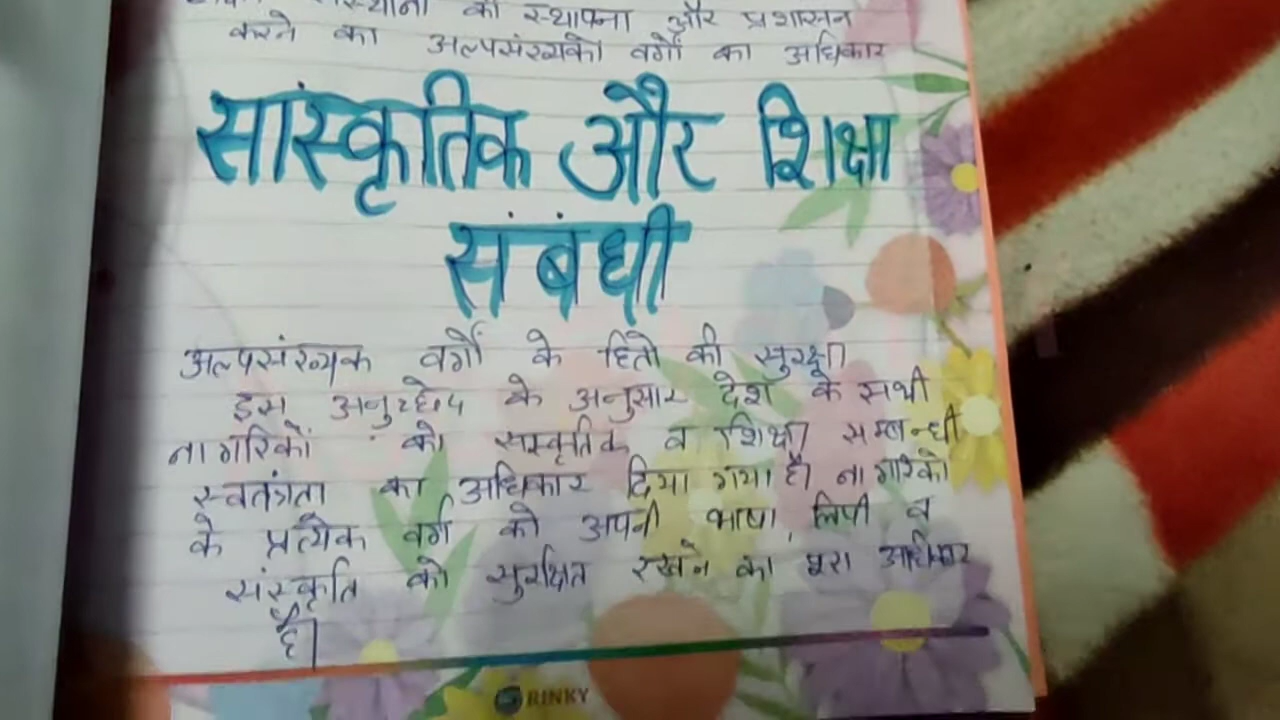 संस्थानों की स्थापना और प्रशासन
करने का अल्पसंख्यको वर्गों का अधिकार
सांस्कृतिक और शिक्षा
संबंधी
अल्पसंख्यक वर्गों के हितो की सुरक्षा
इस अनुच्छेद के अनुसार देश के सभी
नागरिकों को सस्कृतिक व शिक्षा सम्बन्धी
स्वतंत्रता का अधिकार दिया गया है। नागरिको
के प्रत्येक वर्ग को अपनी भाषा, लिपी व
संस्कृति को सुरक्षित रखने का पूरा अधिकार
है।
RINKY